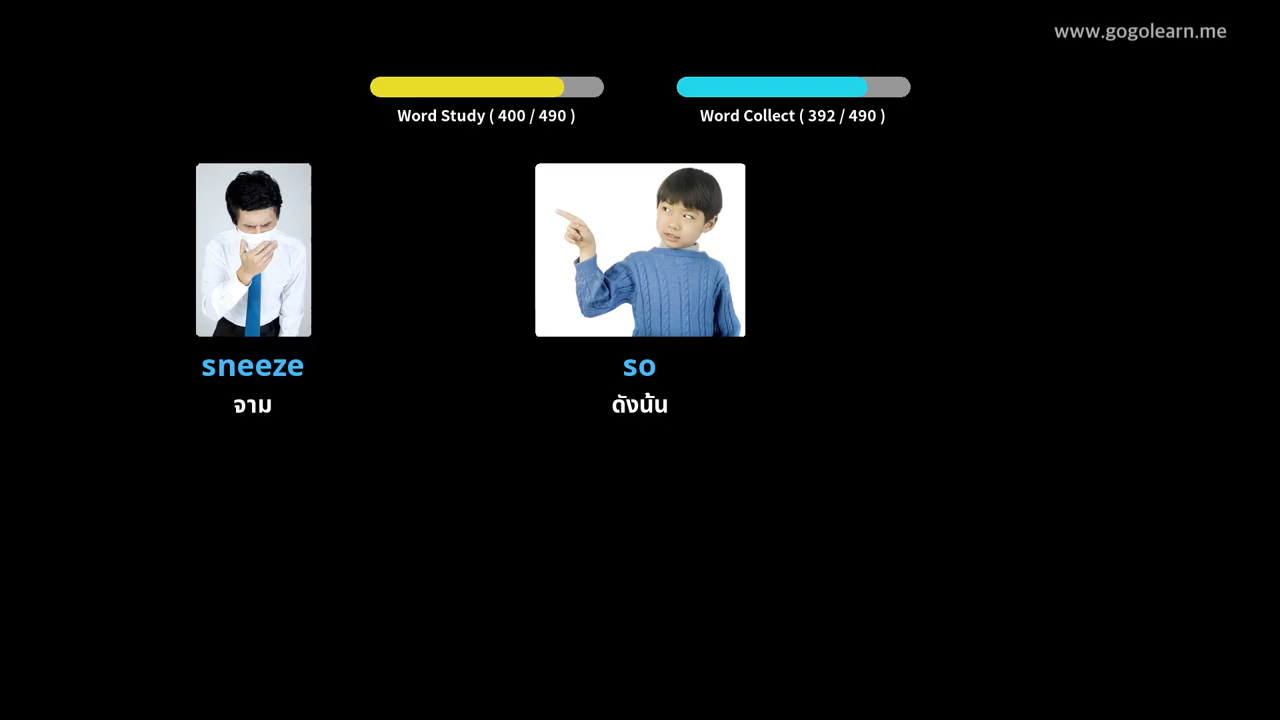 www.gogolearn.me
Word Study ( 400 / 490 )
Word Collect ( 392 / 490 )
sneeze
จาม
so
ดังนั้น